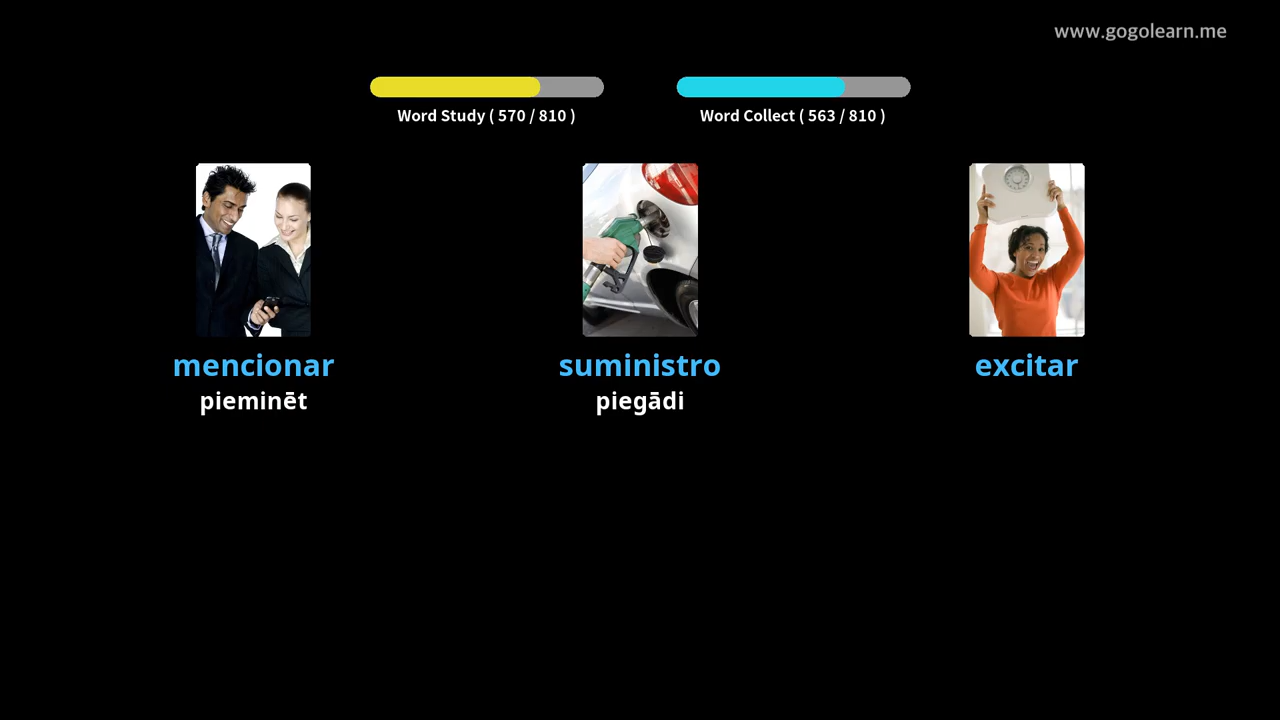 www.gogolearn.me
Word Study ( 570 / 810 )
Word Collect ( 563 / 810 )
mencionar
pieminēt
suministro
piegādi
excitar